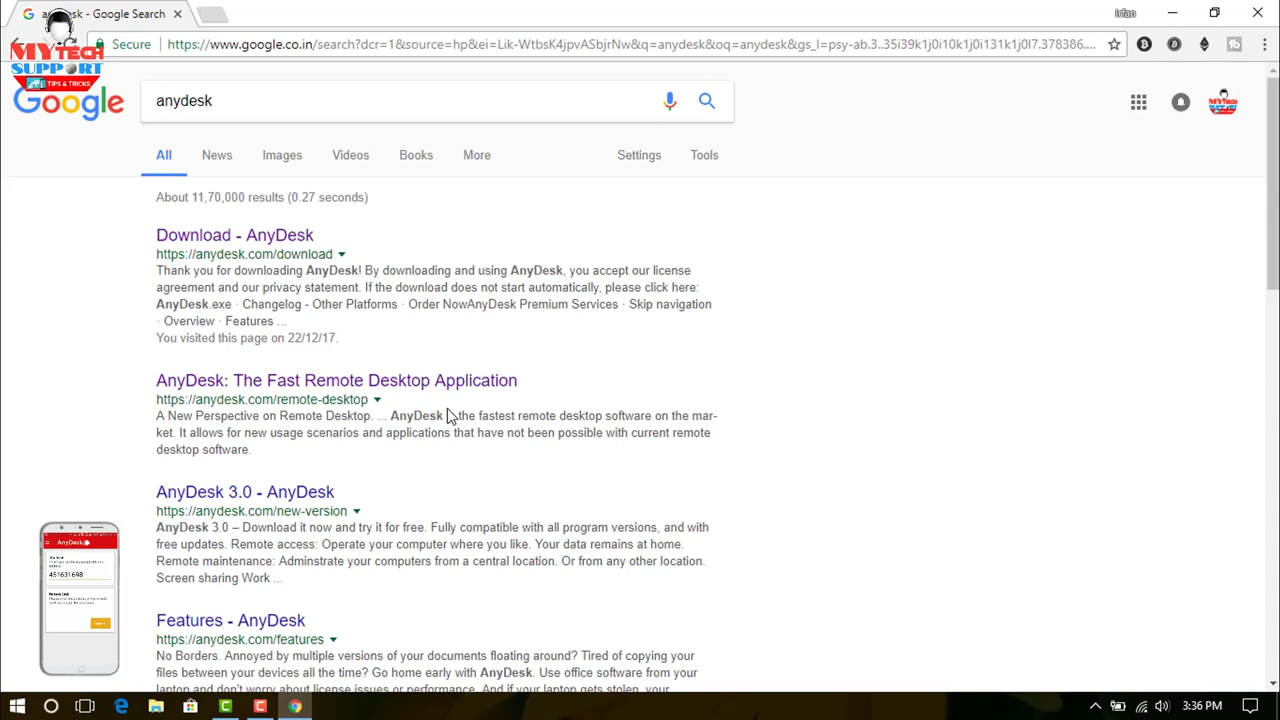 anydesk - Google Search
Irfan
Secure
https://www.google.co.in/search?dcr=1&source=hp&ei=Lik-WtbsK4jpvASbjrNw&q=anydesk&oq=anydesk&gs_l=psy-ab.3..35i39k1j0i10k1j0i131k1j0l7.378386....
MY tech
SUPPORT
TIPS & TRICKS
Google
anydesk
All
News
Images
Videos
Books
More
Settings
Tools
About 11,70,000 results (0.27 seconds)
Download - AnyDesk
https://anydesk.com/download
Thank you for downloading AnyDesk! By downloading and using AnyDesk, you accept our license
agreement and our privacy statement. If the download does not start automatically, please click here:
AnyDesk.exe · Changelog - Other Platforms · Order NowAnyDesk Premium Services · Skip navigation
· Overview · Features ...
You visited this page on 22/12/17.
AnyDesk: The Fast Remote Desktop Application
https://anydesk.com/remote-desktop
A New Perspective on Remote Desktop. ... AnyDesk the fastest remote desktop software on the mar-
ket. It allows for new usage scenarios and applications that have not been possible with current remote
desktop software.
AnyDesk 3.0 - AnyDesk
https://anydesk.com/new-version
AnyDesk 3.0 – Download it now and try it for free. Fully compatible with all program versions, and with
free updates. Remote access: Operate your computer where you like. Your data remains at home.
Remote maintenance: Adminstrate your computers from a central location. Or from any other location.
Screen sharing Work ...
AnyDesk
451631698
Features - AnyDesk
https://anydesk.com/features
No Borders. Annoyed by multiple versions of your documents floating around? Tired of copying your
files between your devices all the time? Go home early with AnyDesk. Use office software from your
laptop and don't worry about license issues or performance. And if your laptop gets stolen, your
3:36 PM